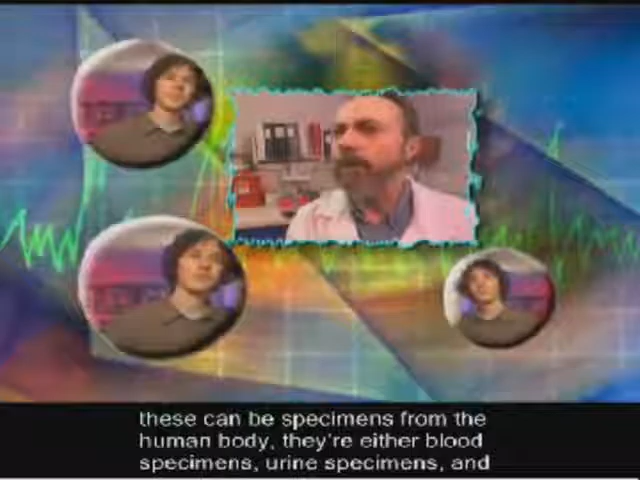 these can be specimens from the
human body, they're either blood
specimens, urine specimens, and